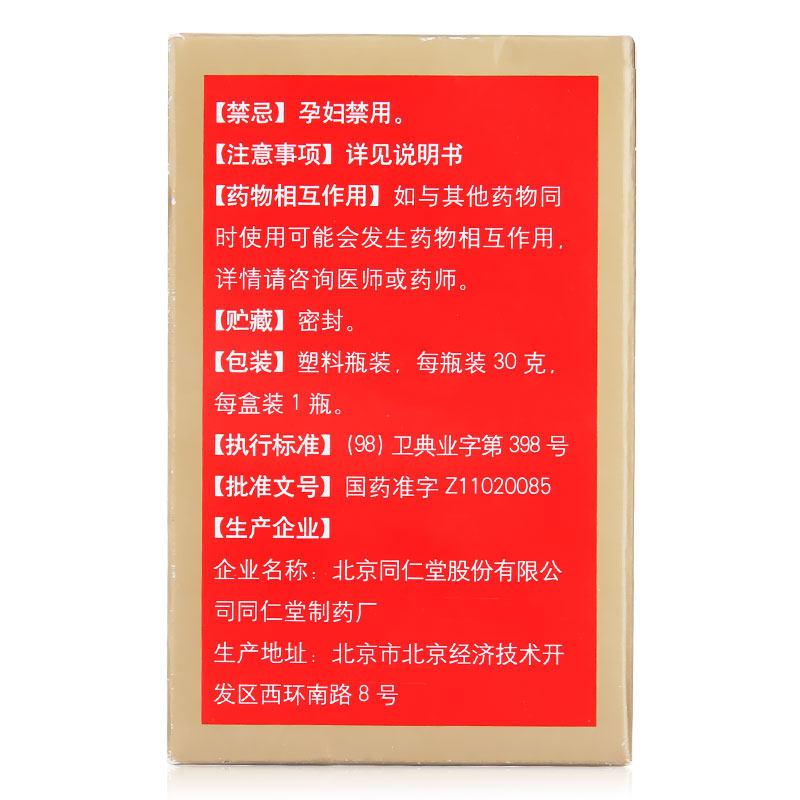 【禁忌】孕妇禁用。
【注意事项】详见说明书
【药物相互作用】如与其他药物同
时使用可能会发生药物相互作用，
详情请咨询医师或药师。
【贮藏】密封。
【包装】塑料瓶装，每瓶装 30 克，
每盒装 1 瓶。
【执行标准】(98) 卫典业字第 398 号
【批准文号】国药准字 Z11020085
【生产企业】
企业名称：北京同仁堂股份有限公
司同仁堂制药厂
生产地址：北京市北京经济技术开
发区西环南路 8 号